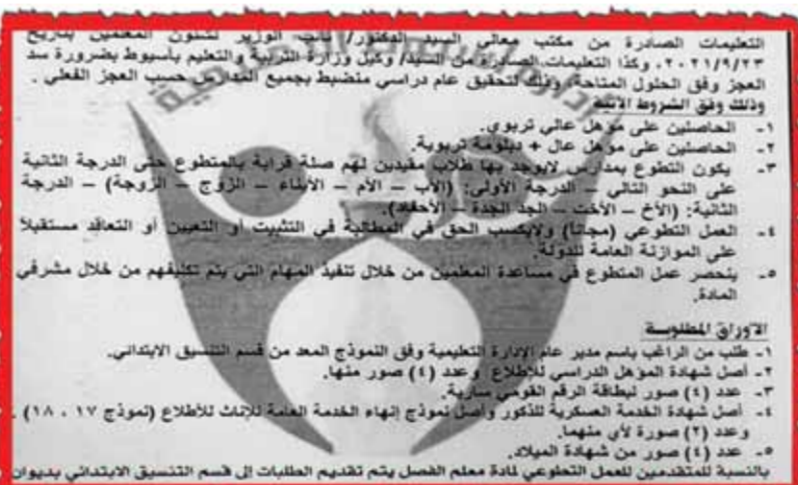 التعليمات الصادرة من مكتب معالي السيد الدكتور/ نائب الوزير لشئون المعلمين بتاريخ
٢٠٢١/٩/٢٣، وكذا التعليمات الصادرة من السيد/ وكيل وزارة التربية والتعليم بأسيوط بضرورة سد
العجز وفق الحلول المتاحة، وذلك لتحقيق عام دراسي منضبط بجميع المدارس حسب العجز الفعلي .
وذلك وفق الشروط الآتية
١- الحاصلين على مؤهل عالي تربوي.
٢- الحاصلين على مؤهل عال + دبلومة تربوية.
٣- يكون التطوع بمدارس لايوجد بها طلاب مقيدين لهم صلة قرابة بالمتطوع حتى الدرجة الثانية
على النحو التالي – الدرجة الأولى: (الأب – الأم – الأبناء – الزوج – الزوجة) – الدرجة
الثانية: (الأخ – الأخت – الجد الجدة – الأحفاد).
٤- العمل التطوعي (مجاناً) ولايكسب الحق في المطالبة في التثبيت أو التعيين أو التعاقد مستقبلاً
على الموازنة العامة للدولة.
٥- ينحصر عمل المتطوع في مساعدة المعلمين من خلال تنفيذ المهام التي يتم تكليفهم من خلال مشرفي
المادة.
الأوراق المطلوبة
١- طلب من الراغب باسم مدير عام الإدارة التعليمية وفق النموذج المعد من قسم التنسيق الابتدائي.
٢- أصل شهادة المؤهل الدراسي للأطلاع وعدد (٤) صور منها.
٣- عدد (٤) صور لبطاقة الرقم القومي سارية.
٤- أصل شهادة الخدمة العسكرية للذكور وأصل نموذج إنهاء الخدمة العامة للإناث للأطلاع (نموذج ١٧ ، ١٨)
وعدد (٢) صورة لأي منهما.
٥- عدد (٤) صور من شهادة الميلاد.
بالنسبة للمتقدمين للعمل التطوعي لمادة معلم الفصل يتم تقديم الطلبات إلى قسم التنسيق الابتدائي بديوان